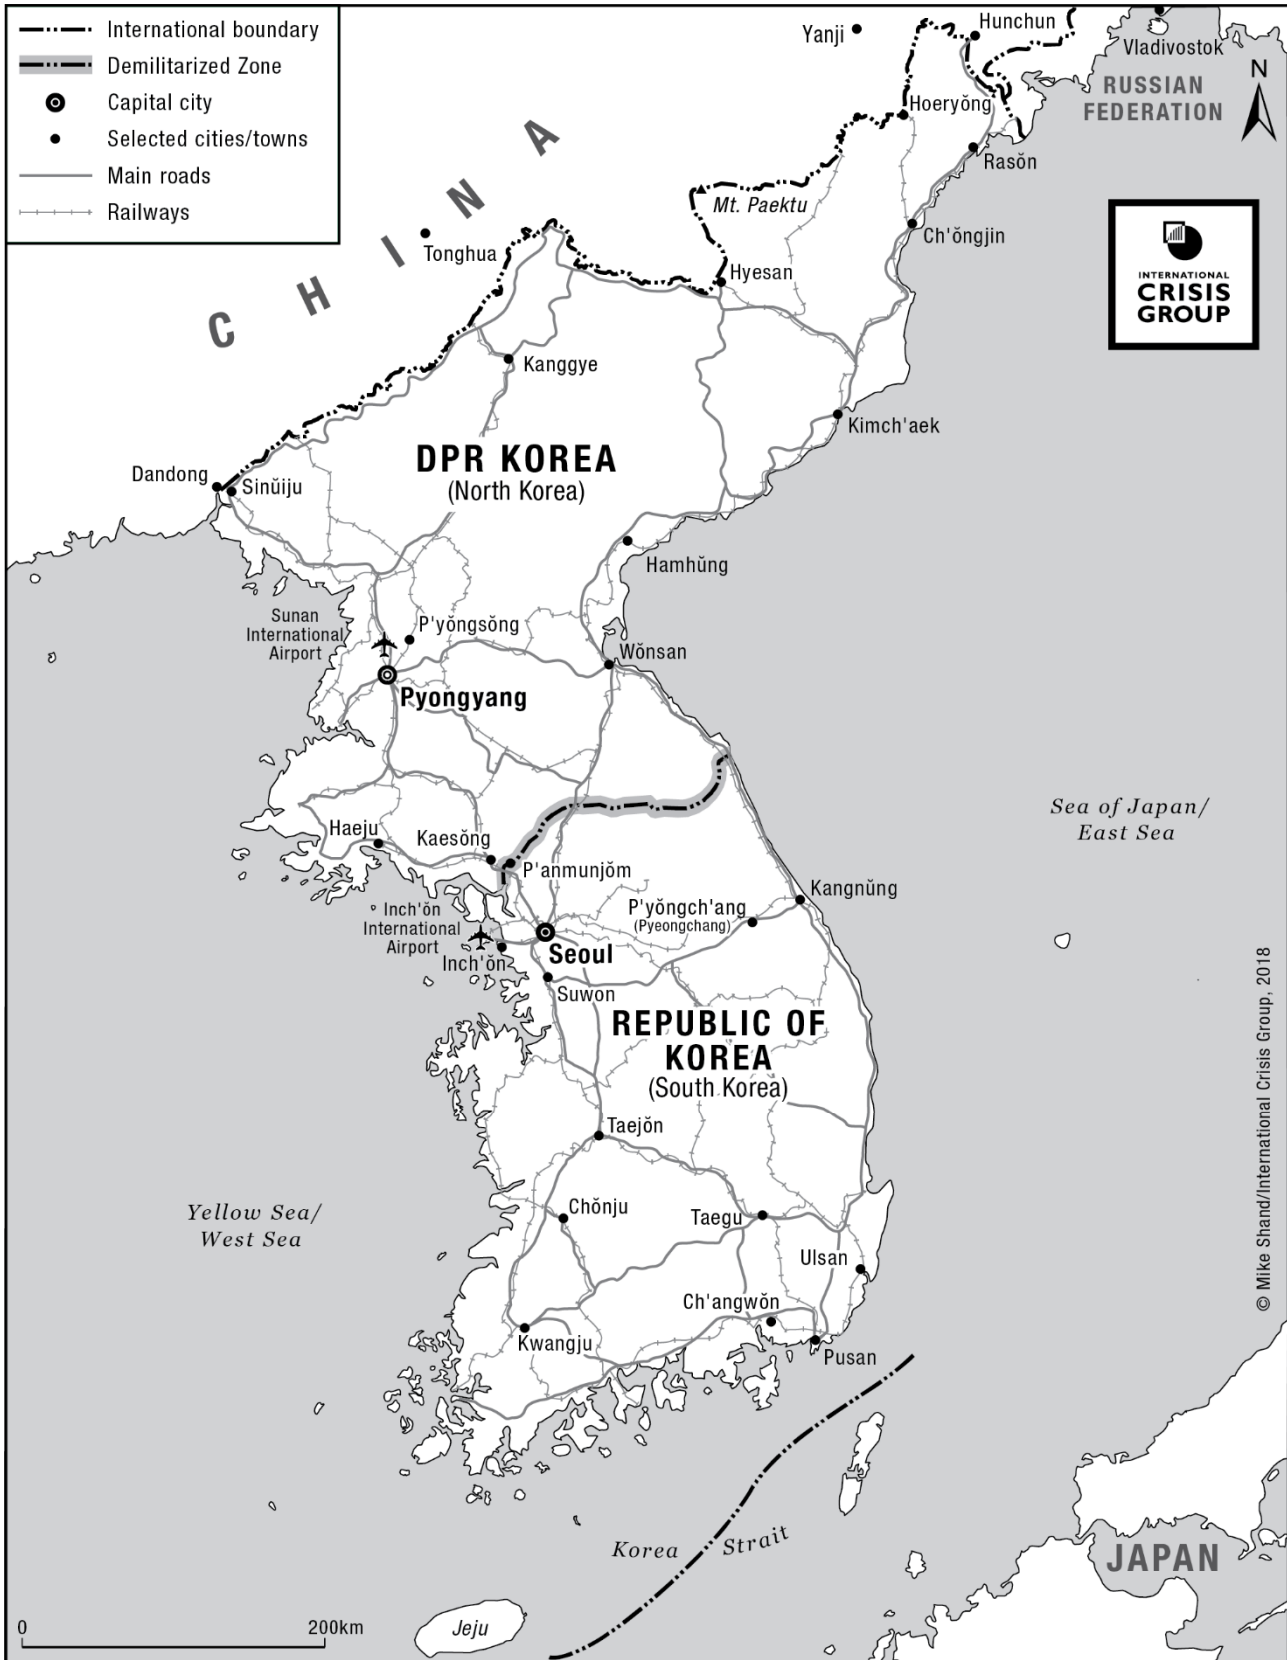 International boundary
Demilitarized Zone
Capital city
Selected cities/towns
Main roads
Railways
Yanji
Hunchun
Vladivostok
RUSSIAN
FEDERATION
N
Hoeryŏng
Rasŏn
CHINA
Mt. Paektu
Tonghua
Ch'ŏngjin
Hyesan
INTERNATIONAL
CRISIS
GROUP
Kanggye
Kimch'aek
DPR KOREA
(North Korea)
Dandong
Sinŭiju
Hamhŭng
Sunan
International
Airport
P'yŏngsŏng
Wŏnsan
Pyongyang
Sea of Japan/
East Sea
Haeju
Kaesŏng
P'anmunjŏm
Kangnŭng
Inch'ŏn
International
Airport
P'yŏngch'ang
(Pyeongchang)
Seoul
Inch'ŏn
Suwon
REPUBLIC OF
KOREA
(South Korea)
Taejŏn
Yellow Sea/
West Sea
Chŏnju
Taegu
Ulsan
Ch'angwŏn
Kwangju
Pusan
© Mike Shand/International Crisis Group, 2018
Korea Strait
JAPAN
Jeju
0 200km